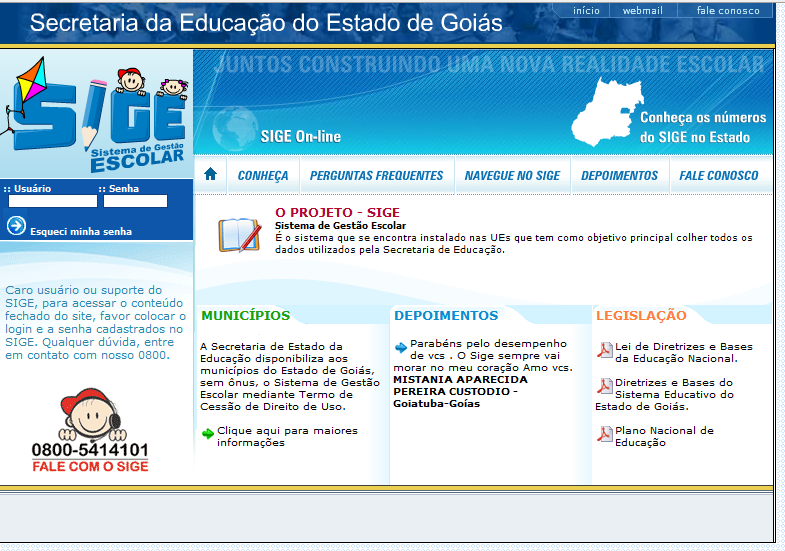 Secretaria da Educação do Estado de Goiás
início
webmail
fale conosco
SIGE
Sistema de Gestão
ESCOLAR
JUNTOS CONSTRUINDO UMA NOVA REALIDADE ESCOLAR
SIGE On-line
Conheça os números
do SIGE no Estado
CONHEÇA
PERGUNTAS FREQUENTES
NAVEGUE NO SIGE
DEPOIMENTOS
FALE CONOSCO
:: Usuário
:: Senha
Esqueci minha senha
O PROJETO - SIGE
Sistema de Gestão Escolar
É o sistema que se encontra instalado nas UEs que tem como objetivo principal colher todos os
dados utilizados pela Secretaria de Educação.
Caro usuário ou suporte do
SIGE, para acessar o conteúdo
fechado do site, favor colocar o
login e a senha cadastrados no
SIGE. Qualquer dúvida, entre
em contato com nosso 0800.
0800-5414101
FALE COM O SIGE
MUNICÍPIOS
A Secretaria de Estado da
Educação disponibiliza aos
municípios do Estado de Goiás,
sem ônus, o Sistema de Gestão
Escolar mediante Termo de
Cessão de Direito de Uso.
Clique aqui para maiores
informações
DEPOIMENTOS
Parabéns pelo desempenho
de vcs . O Sige sempre vai
morar no meu coração Amo vcs.
MISTANIA APARECIDA
PEREIRA CUSTODIO -
Goiatuba-Goías
LEGISLAÇÃO
Lei de Diretrizes e Bases
da Educação Nacional.
Diretrizes e Bases do
Sistema Educativo do
Estado de Goiás.
Plano Nacional de
Educação